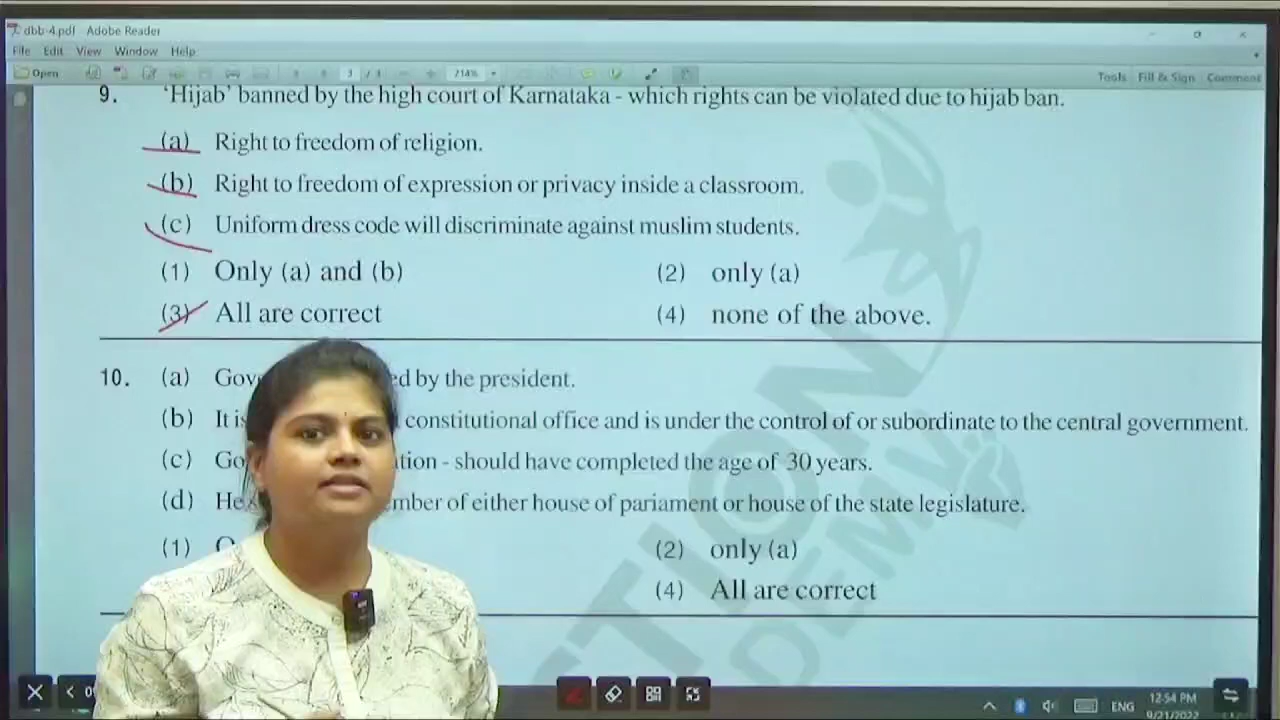 dbb-4.pdf Adobe Reader
File Edit View Window Help
Open 3 / 214% Tools Fill & Sign Comment
9. ‘Hijab’ banned by the high court of Karnataka - which rights can be violated due to hijab ban.
(a) Right to freedom of religion.
(b) Right to freedom of expression or privacy inside a classroom.
(c) Uniform dress code will discriminate against muslim students.
(1) Only (a) and (b) (2) only (a)
(3) All are correct (4) none of the above.
10. (a) by the president.
(b) It is constitutional office and is under the control of or subordinate to the central government.
(c) - should have completed the age of 30 years.
(d) He of either house of pariament or house of the state legislature.
(1) (2) only (a)
(4) All are correct
12:54 PM
ENG
9/21/2022